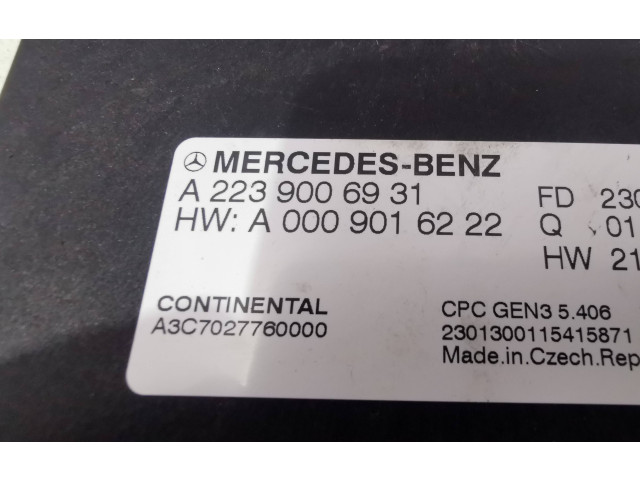 MERCEDES-BENZ
A 223 900 69 31
HW: A 000 901 62 22
FD 230
Q 01
HW 21
CONTINENTAL
A3C7027760000
CPC GEN3 5.406
2301300115415871
Made.in.Czech.Rep